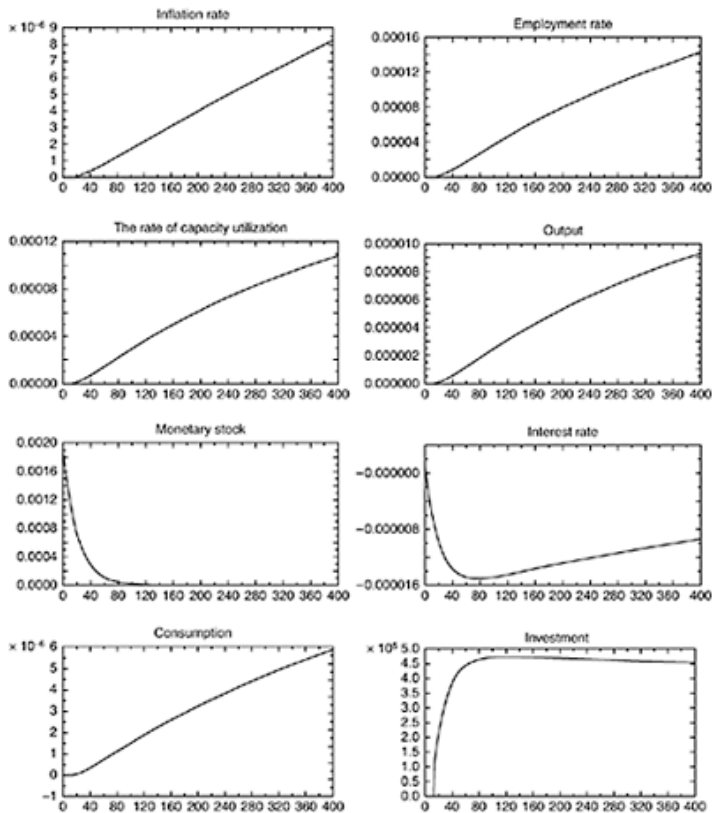 Inflation rate
× 10⁻⁶ 9
8
7
6
5
4
3
2
1
0
0 40 80 120 160 200 240 280 320 360 400
Employment rate
0.00016
0.00012
0.00008
0.00004
0.00000
0 40 80 120 160 200 240 280 320 360 400
The rate of capacity utilization
0.00012
0.00008
0.00004
0.00000
0 40 80 120 160 200 240 280 320 360 400
Output
0.000010
0.000008
0.000006
0.000004
0.000002
0.000000
0 40 80 120 160 200 240 280 320 360 400
Monetary stock
0.0020
0.0016
0.0012
0.0008
0.0004
0.0000
0 40 80 120 160 200 240 280 320 360 400
Interest rate
−0.000000
−0.000008
−0.000016
0 40 80 120 160 200 240 280 320 360 400
Consumption
× 10⁻⁶ 6
5
4
3
2
1
0
−1
0 40 80 120 160 200 240 280 320 360 400
Investment
× 10⁵ 5.0
4.5
4.0
3.5
3.0
2.5
2.0
1.5
1.0
0.5
0.0
0 40 80 120 160 200 240 280 320 360 400